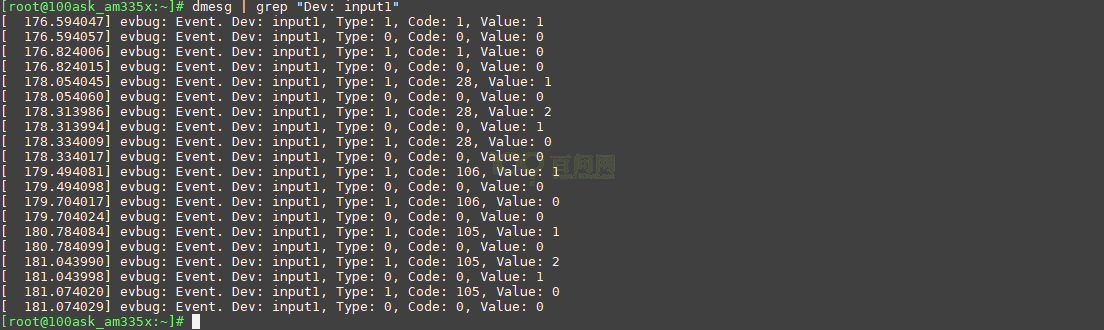 [root@100ask_am335x:~]# dmesg | grep "Dev: input1"
[  176.594047] evbug: Event. Dev: input1, Type: 1, Code: 1, Value: 1
[  176.594057] evbug: Event. Dev: input1, Type: 0, Code: 0, Value: 0
[  176.824006] evbug: Event. Dev: input1, Type: 1, Code: 1, Value: 0
[  176.824015] evbug: Event. Dev: input1, Type: 0, Code: 0, Value: 0
[  178.054045] evbug: Event. Dev: input1, Type: 1, Code: 28, Value: 1
[  178.054060] evbug: Event. Dev: input1, Type: 0, Code: 0, Value: 0
[  178.313986] evbug: Event. Dev: input1, Type: 1, Code: 28, Value: 2
[  178.313994] evbug: Event. Dev: input1, Type: 0, Code: 0, Value: 1
[  178.334009] evbug: Event. Dev: input1, Type: 1, Code: 28, Value: 0
[  178.334017] evbug: Event. Dev: input1, Type: 0, Code: 0, Value: 0
百问网
[  179.494081] evbug: Event. Dev: input1, Type: 1, Code: 106, Value: 1
[  179.494098] evbug: Event. Dev: input1, Type: 0, Code: 0, Value: 0
[  179.704017] evbug: Event. Dev: input1, Type: 1, Code: 106, Value: 0
[  179.704024] evbug: Event. Dev: input1, Type: 0, Code: 0, Value: 0
[  180.784084] evbug: Event. Dev: input1, Type: 1, Code: 105, Value: 1
[  180.784099] evbug: Event. Dev: input1, Type: 0, Code: 0, Value: 0
[  181.043990] evbug: Event. Dev: input1, Type: 1, Code: 105, Value: 2
[  181.043998] evbug: Event. Dev: input1, Type: 0, Code: 0, Value: 1
[  181.074020] evbug: Event. Dev: input1, Type: 1, Code: 105, Value: 0
[  181.074029] evbug: Event. Dev: input1, Type: 0, Code: 0, Value: 0
[root@100ask_am335x:~]#